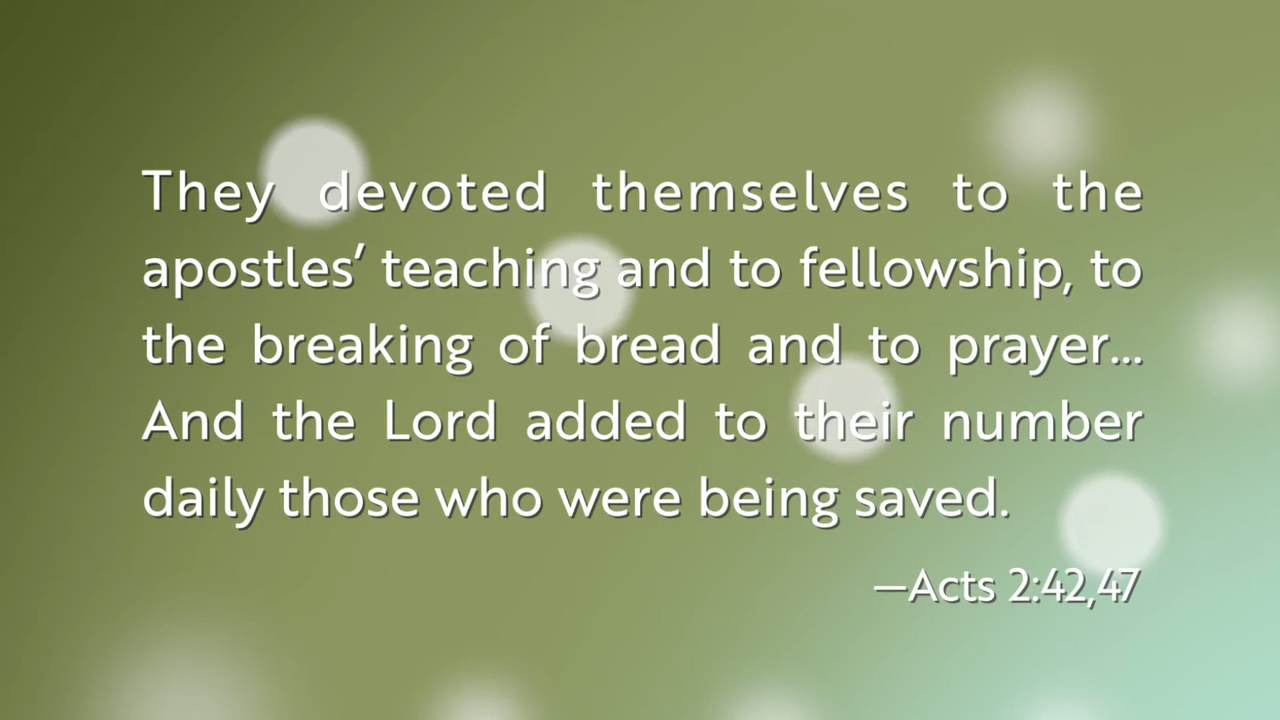 They devoted themselves to the
apostles’ teaching and to fellowship, to
the breaking of bread and to prayer...
And the Lord added to their number
daily those who were being saved.
—Acts 2:42,47